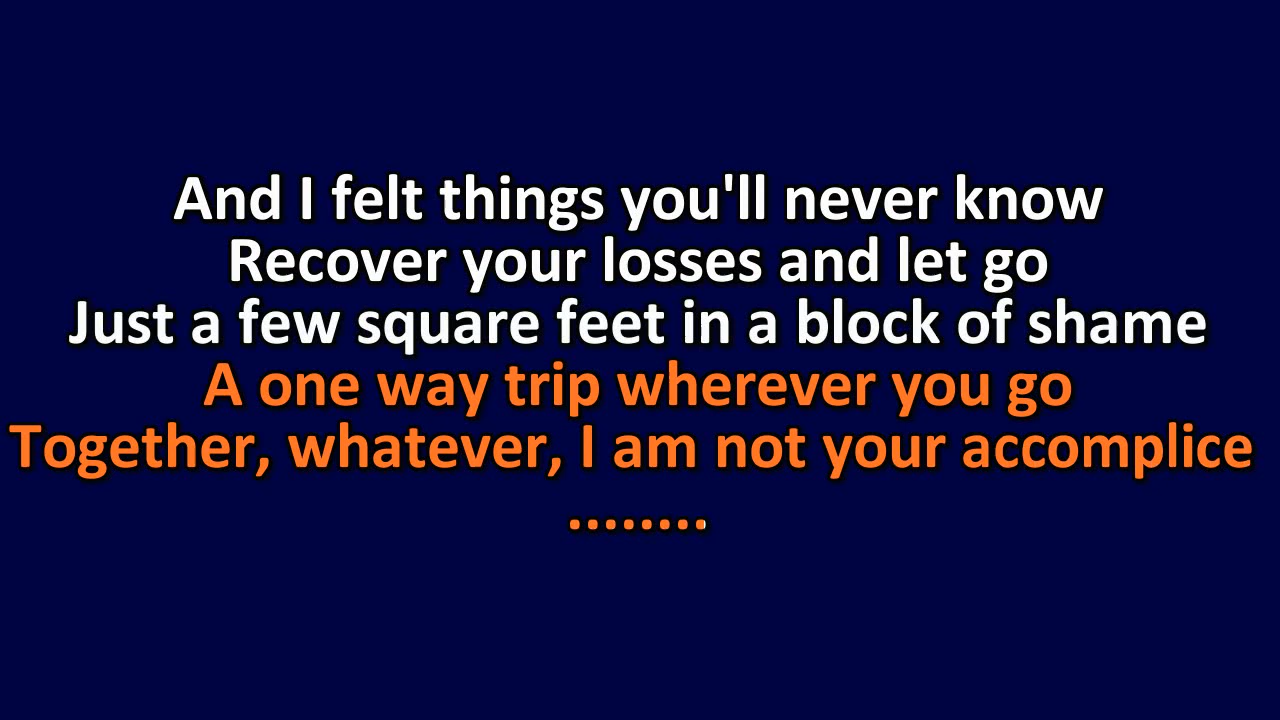 And I felt things you'll never know
Recover your losses and let go
Just a few square feet in a block of shame
A one way trip wherever you go
Together, whatever, I am not your accomplice
........